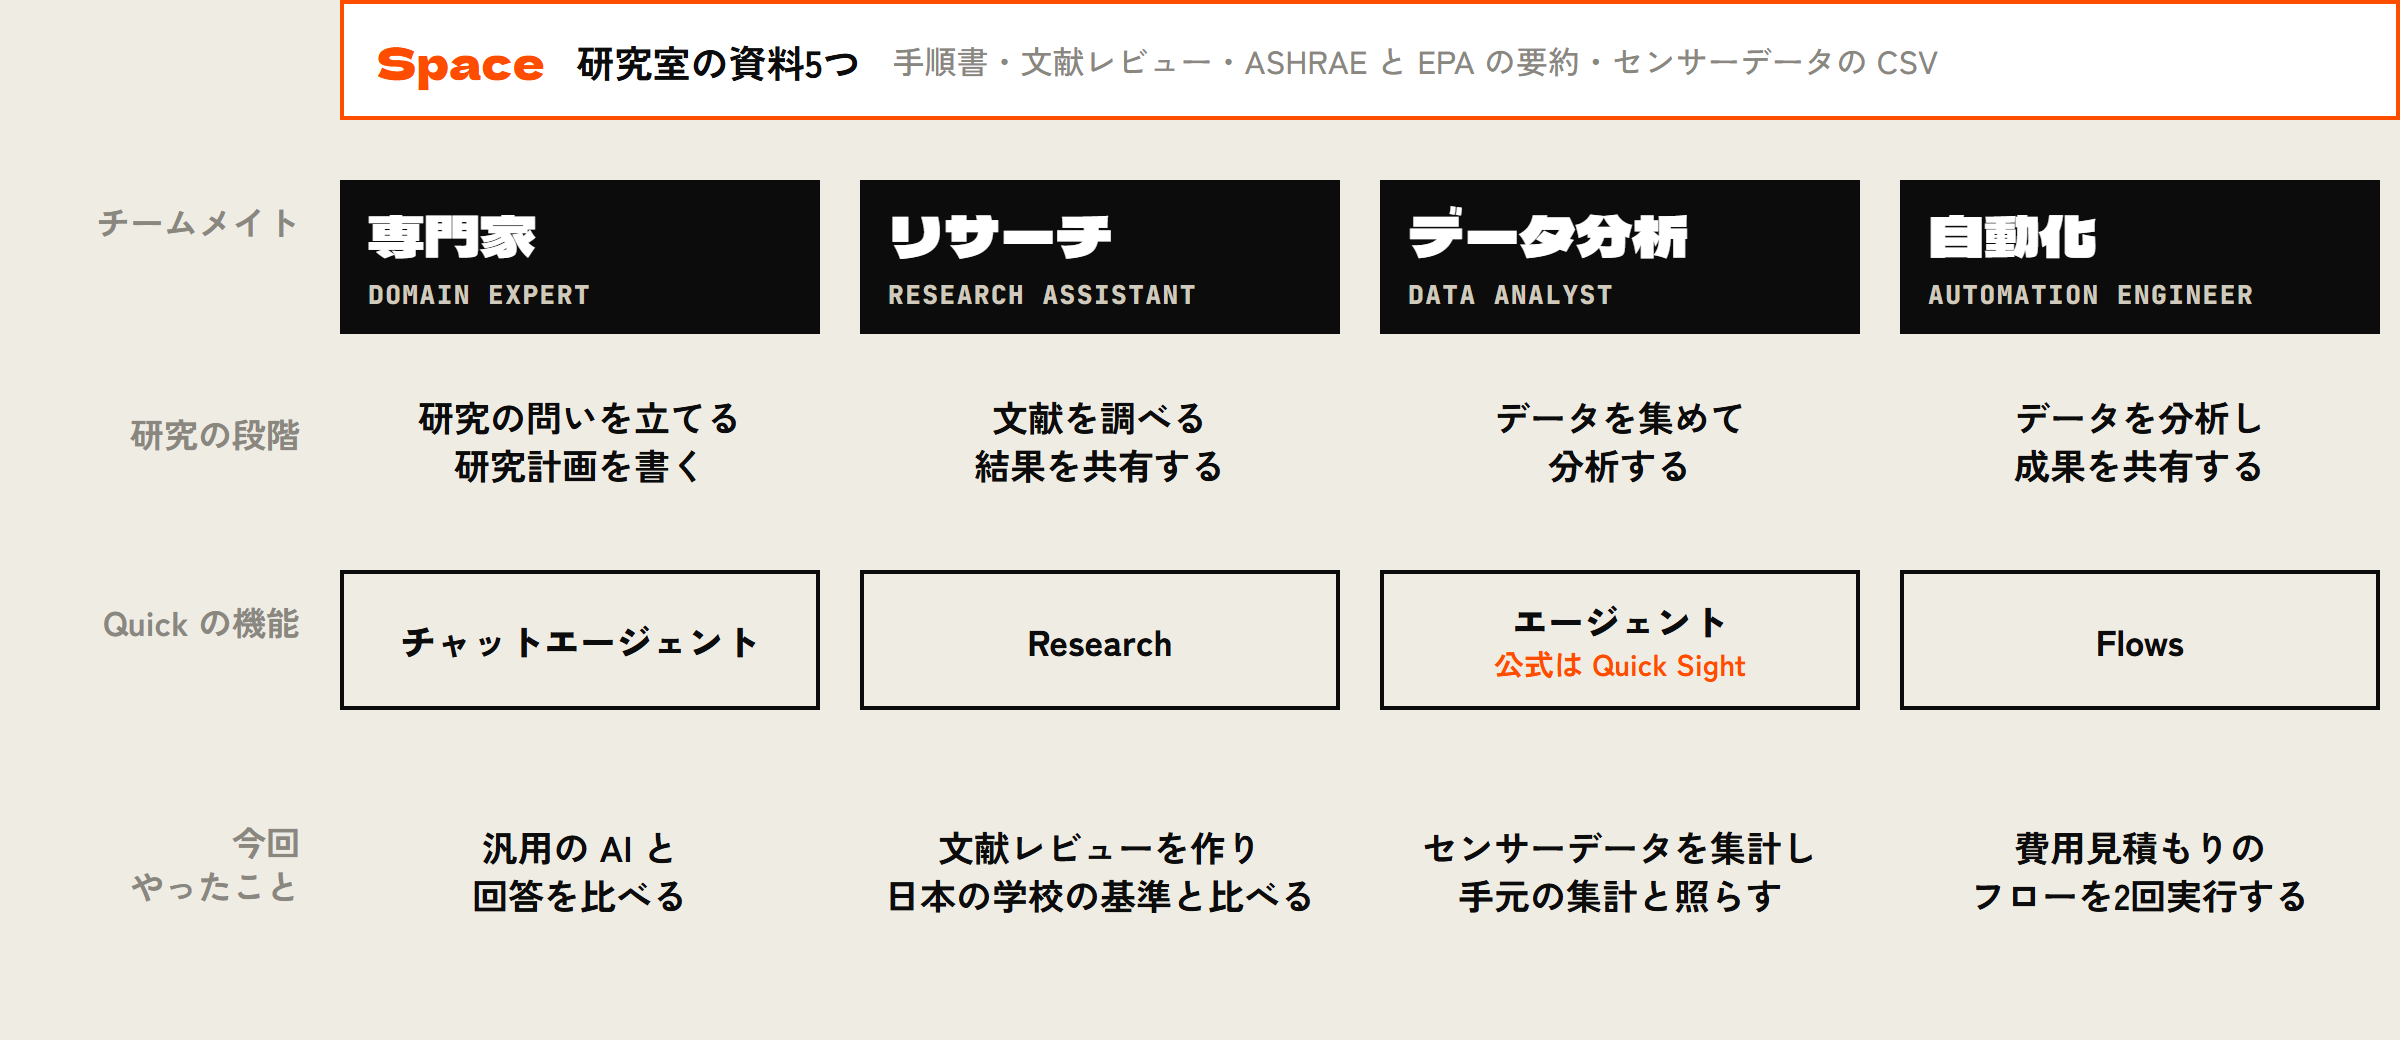 Space 研究室の資料5つ 手順書・文献レビュー・ASHRAE と EPA の要約・センサーデータの CSV
チームメイト
専門家
DOMAIN EXPERT
リサーチ
RESEARCH ASSISTANT
データ分析
DATA ANALYST
自動化
AUTOMATION ENGINEER
研究の段階
研究の問いを立てる
研究計画を書く
文献を調べる
結果を共有する
データを集めて
分析する
データを分析し
成果を共有する
Quick の機能
チャットエージェント
Research
エージェント
公式は Quick Sight
Flows
今回
やったこと
汎用の AI と
回答を比べる
文献レビューを作り
日本の学校の基準と比べる
センサーデータを集計し
手元の集計と照らす
費用見積もりの
フローを2回実行する